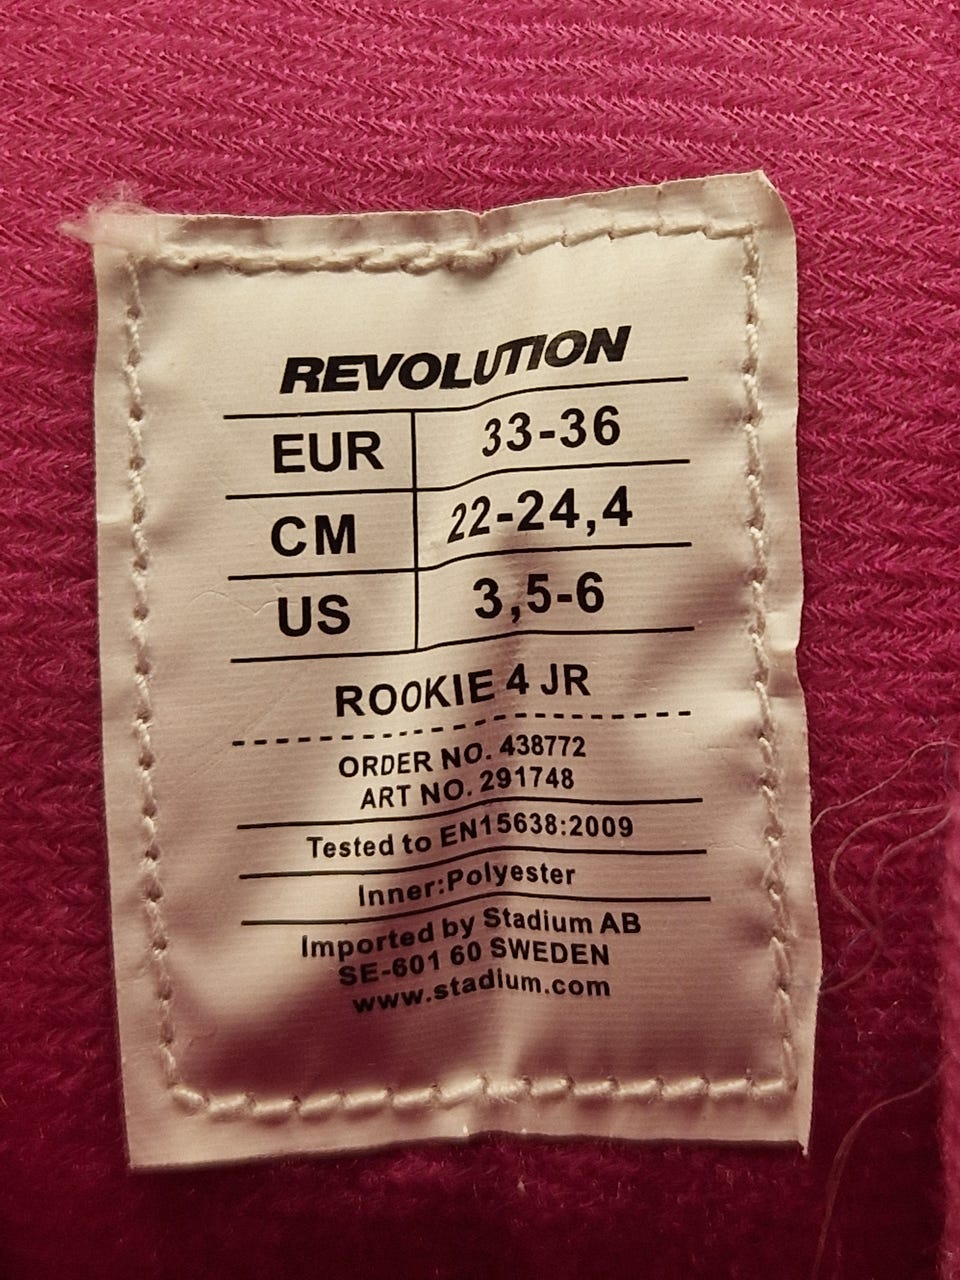 REVOLUTION
EUR 33-36
CM 22-24,4
US 3,5-6
ROOKIE 4 JR
ORDER NO. 438772
ART NO. 291748
Tested to EN15638:2009
Inner:Polyester
Imported by Stadium AB
SE-601 60 SWEDEN
www.stadium.com